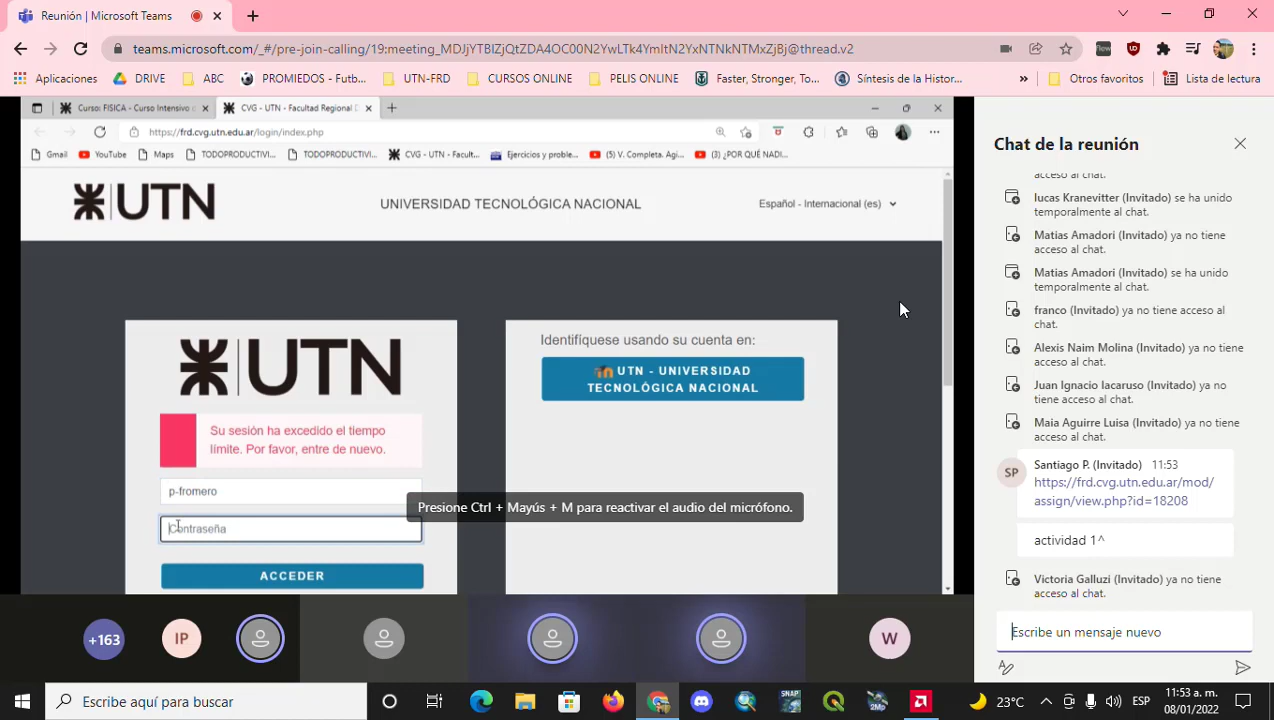 Reunión | Microsoft Teams
teams.microsoft.com/_#/pre-join-calling/19:meeting_MDJjYTBlZjQtZDA4OC00N2YwLTk4YmItN2YxNTNkNTMxZjBj@thread.v2
New
Aplicaciones
DRIVE
ABC
PROMIEDOS - Futb...
UTN-FRD
CURSOS ONLINE
PELIS ONLINE
Faster, Stronger, To...
Síntesis de la Histor...
»
Otros favoritos
Lista de lectura
Curso: FISICA - Curso Intensivo c
CVG - UTN - Facultad Regional D
https://frd.cvg.utn.edu.ar/login/index.php
Gmail
YouTube
Maps
TODOPRODUCTIVI...
TODOPRODUCTIVI...
CVG - UTN - Facult...
Ejercicios y proble...
(5) V. Completa. Agi...
(3) ¿POR QUÉ NADI...
UTN
UNIVERSIDAD TECNOLÓGICA NACIONAL
Español - Internacional (es)
UTN
Su sesión ha excedido el tiempo
límite. Por favor, entre de nuevo.
p-fromero
Contraseña
ACCEDER
Identifíquese usando su cuenta en:
UTN - UNIVERSIDAD
TECNOLÓGICA NACIONAL
Presione Ctrl + Mayús + M para reactivar el audio del micrófono.
+163
IP
W
Chat de la reunión
acceso al chat.
lucas Kranevitter (Invitado) se ha unido
temporalmente al chat.
Matías Amadori (Invitado) ya no tiene
acceso al chat.
Matias Amadori (Invitado) se ha unido
temporalmente al chat.
franco (Invitado) ya no tiene acceso al
chat.
Alexis Naim Molina (Invitado) ya no tiene
acceso al chat.
Juan Ignacio Iacaruso (Invitado) ya no
tiene acceso al chat.
Maia Aguirre Luisa (Invitado) ya no tiene
acceso al chat.
SP
Santiago P. (Invitado) 11:53
https://frd.cvg.utn.edu.ar/mod/
assign/view.php?id=18208
actividad 1^
Victoria Galluzi (Invitado) ya no tiene
acceso al chat.
Escribe un mensaje nuevo
Escribe aquí para buscar
SNAP
2Mp
23°C
ESP
11:53 a. m.
08/01/2022